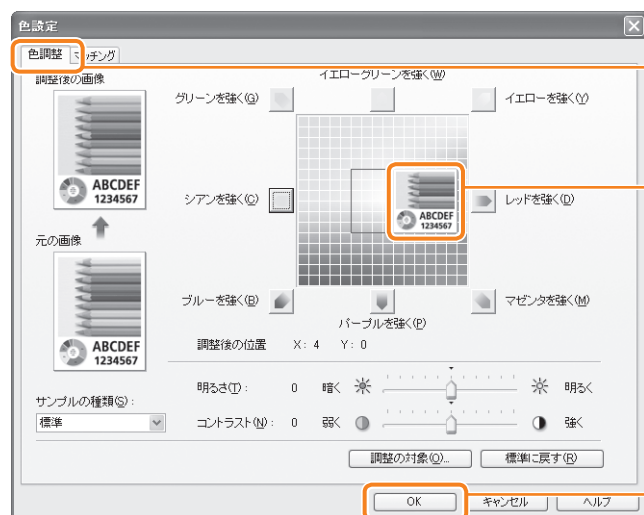 色設定
色調整 マッチング
調整後の画像
イエローグリーンを強く(W)
グリーンを強く(G)
イエローを強く(Y)
ABCDEF
1234567
シアンを強く(C)
レッドを強く(D)
ABCDEF
1234567
元の画像
ブルーを強く(B)
マゼンタを強く(M)
パープルを強く(P)
ABCDEF
1234567
調整後の位置 X: 4 Y: 0
明るさ(T): 0 暗く 明るく
サンプルの種類(S):
標準
コントラスト(N): 0 弱く 強く
調整の対象(O)... 標準に戻す(R)
OK キャンセル ヘルプ